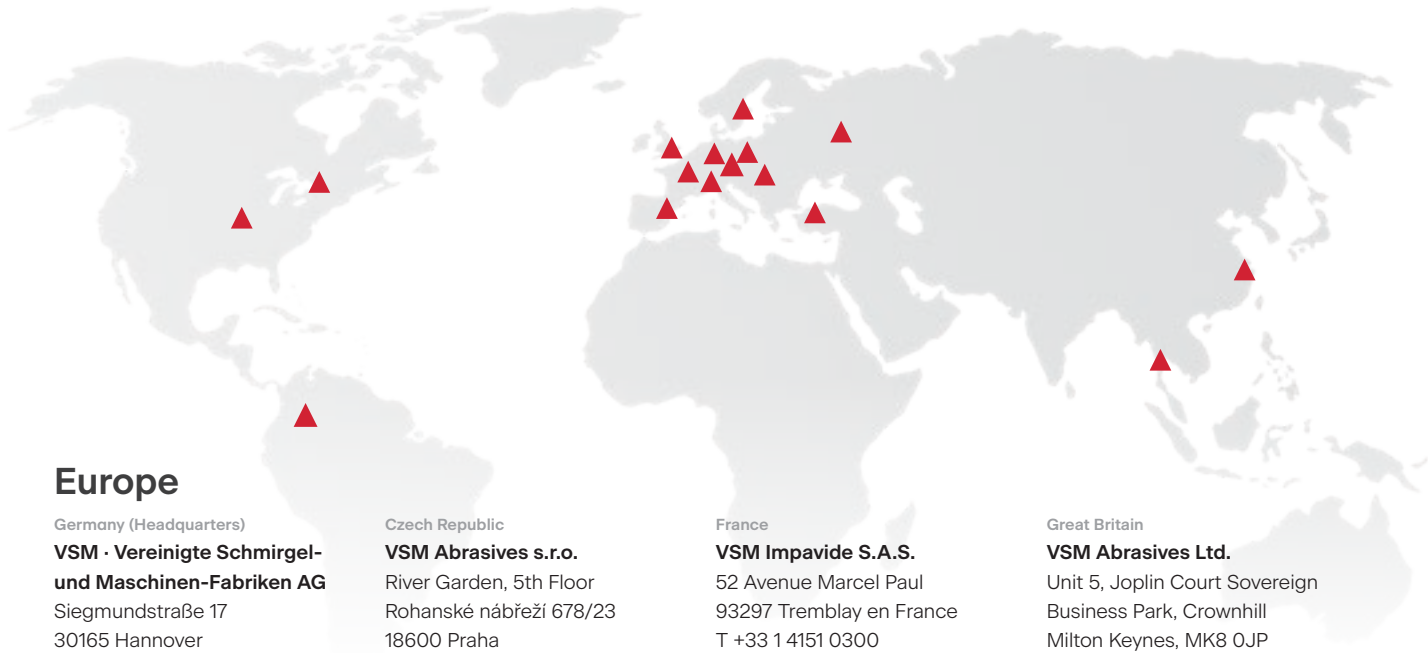 Europe
Germany (Headquarters)
VSM · Vereinigte Schmirgel-
und Maschinen-Fabriken AG
Siegmundstraße 17
30165 Hannover
Czech Republic
VSM Abrasives s.r.o.
River Garden, 5th Floor
Rohanské nábřeží 678/23
18600 Praha
France
VSM Impavide S.A.S.
52 Avenue Marcel Paul
93297 Tremblay en France
T +33 1 4151 0300
Great Britain
VSM Abrasives Ltd.
Unit 5, Joplin Court Sovereign
Business Park, Crownhill
Milton Keynes, MK8 0JP